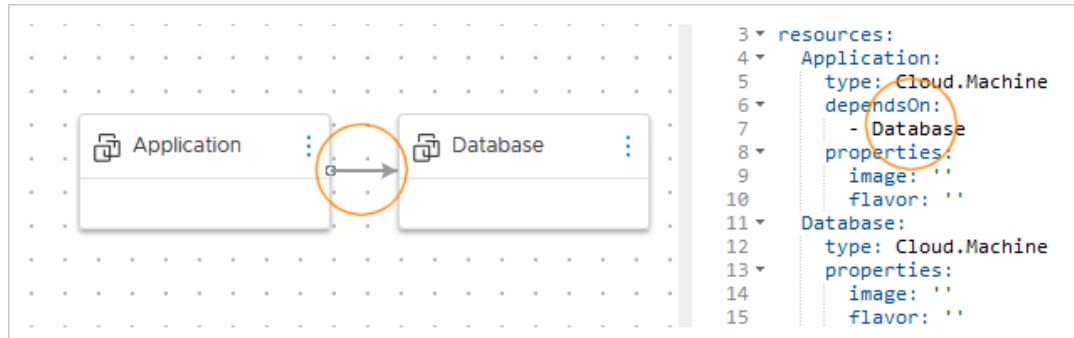 Application
Database
3 resources:
4 Application:
5 type: Cloud.Machine
6 dependsOn:
7 - Database
8 properties:
9 image: ''
10 flavor: ''
11 Database:
12 type: Cloud.Machine
13 properties:
14 image: ''
15 flavor: ''